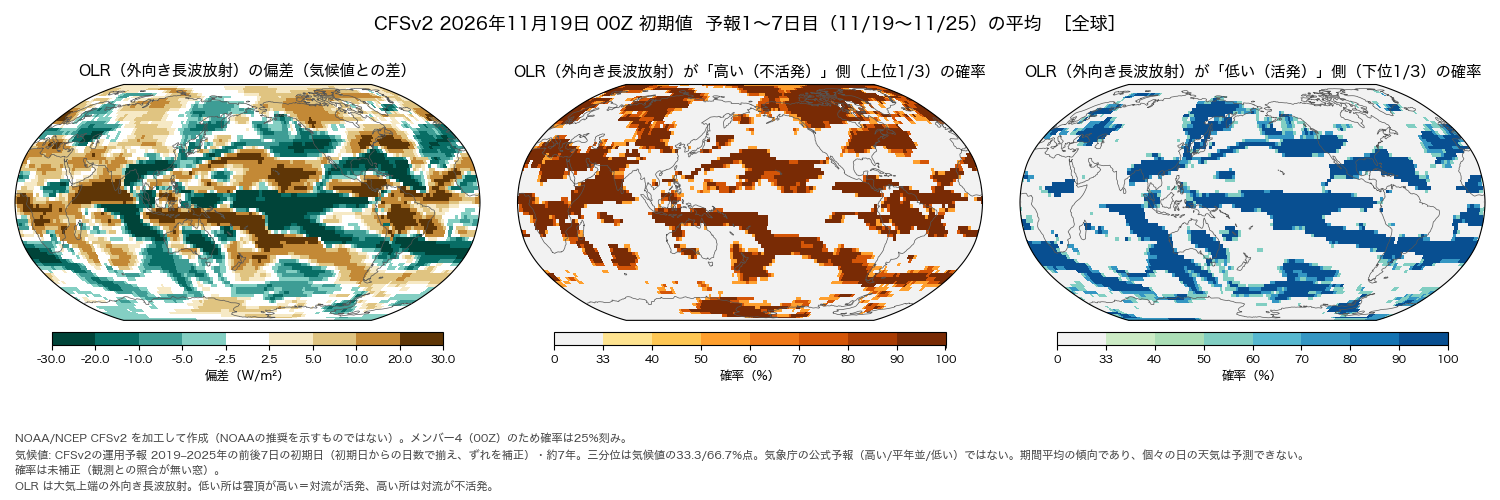 CFSv2 2026年11月19日 00Z 初期値  予報1〜7日目（11/19〜11/25）の平均  ［全球］
OLR（外向き長波放射）の偏差（気候値との差）
OLR（外向き長波放射）が「高い（不活発）」側（上位1/3）の確率
OLR（外向き長波放射）が「低い（活発）」側（下位1/3）の確率
-30.0 -20.0 -10.0 -5.0 -2.5 2.5 5.0 10.0 20.0 30.0
偏差（W/m²）
0 33 40 50 60 70 80 90 100
確率（%）
0 33 40 50 60 70 80 90 100
確率（%）
NOAA/NCEP CFSv2 を加工して作成（NOAAの推奨を示すものではない）。メンバー4（00Z）のため確率は25%刻み。
気候値: CFSv2の運用予報 2019–2025年の前後7日の初期日（初期日からの日数で揃え、ずれを補正）・約7年。三分位は気候値の33.3/66.7%点。気象庁の公式予報（高い/平年並/低い）ではない。期間平均の傾向であり、個々の日の天気は予測できない。
確率は未補正（観測との照合が無い窓）。
OLR は大気上端の外向き長波放射。低い所は雲頂が高い＝対流が活発、高い所は対流が不活発。